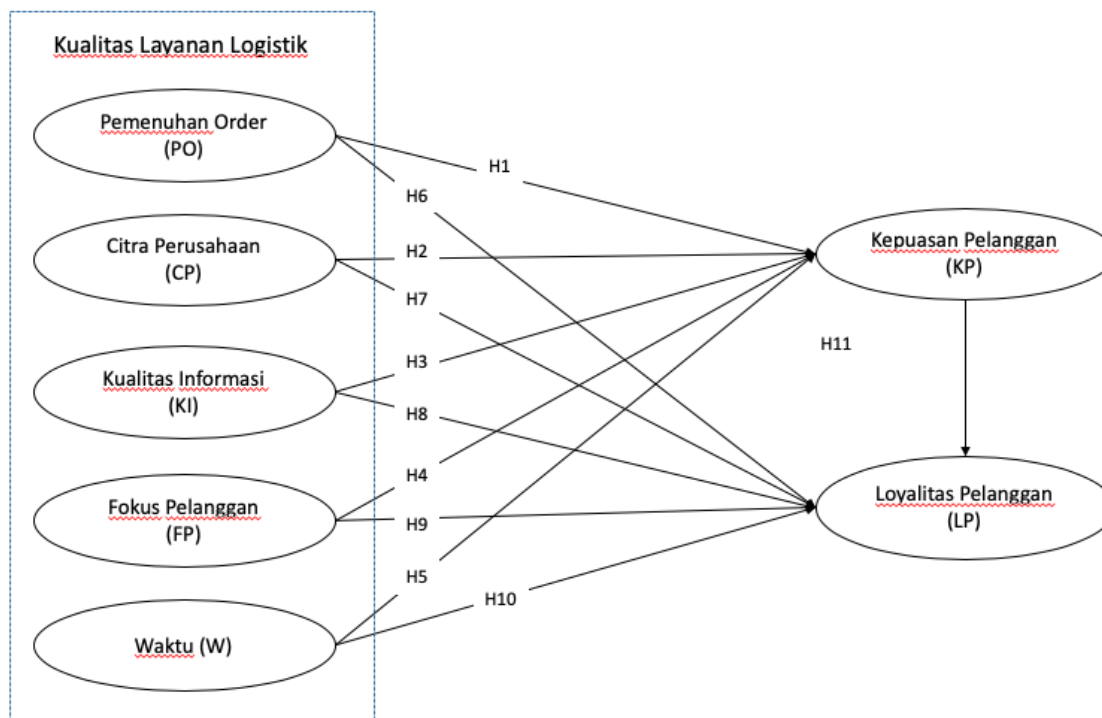 Kualitas Layanan Logistik
Pemenuhan Order
(PO)
H1
H6
Citra Perusahaan
(CP)
H2
Kepuasan Pelanggan
(KP)
H7
H11
H3
Kualitas Informasi
(KI)
H8
H4
Fokus Pelanggan
(FP)
H9
Loyalitas Pelanggan
(LP)
H5
H10
Waktu (W)